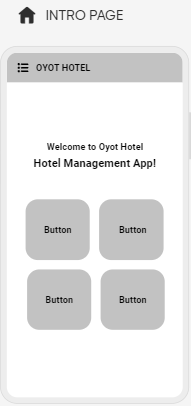 INTRO PAGE
OYOT HOTEL
Welcome to Oyot Hotel
Hotel Management App!
Button Button
Button Button